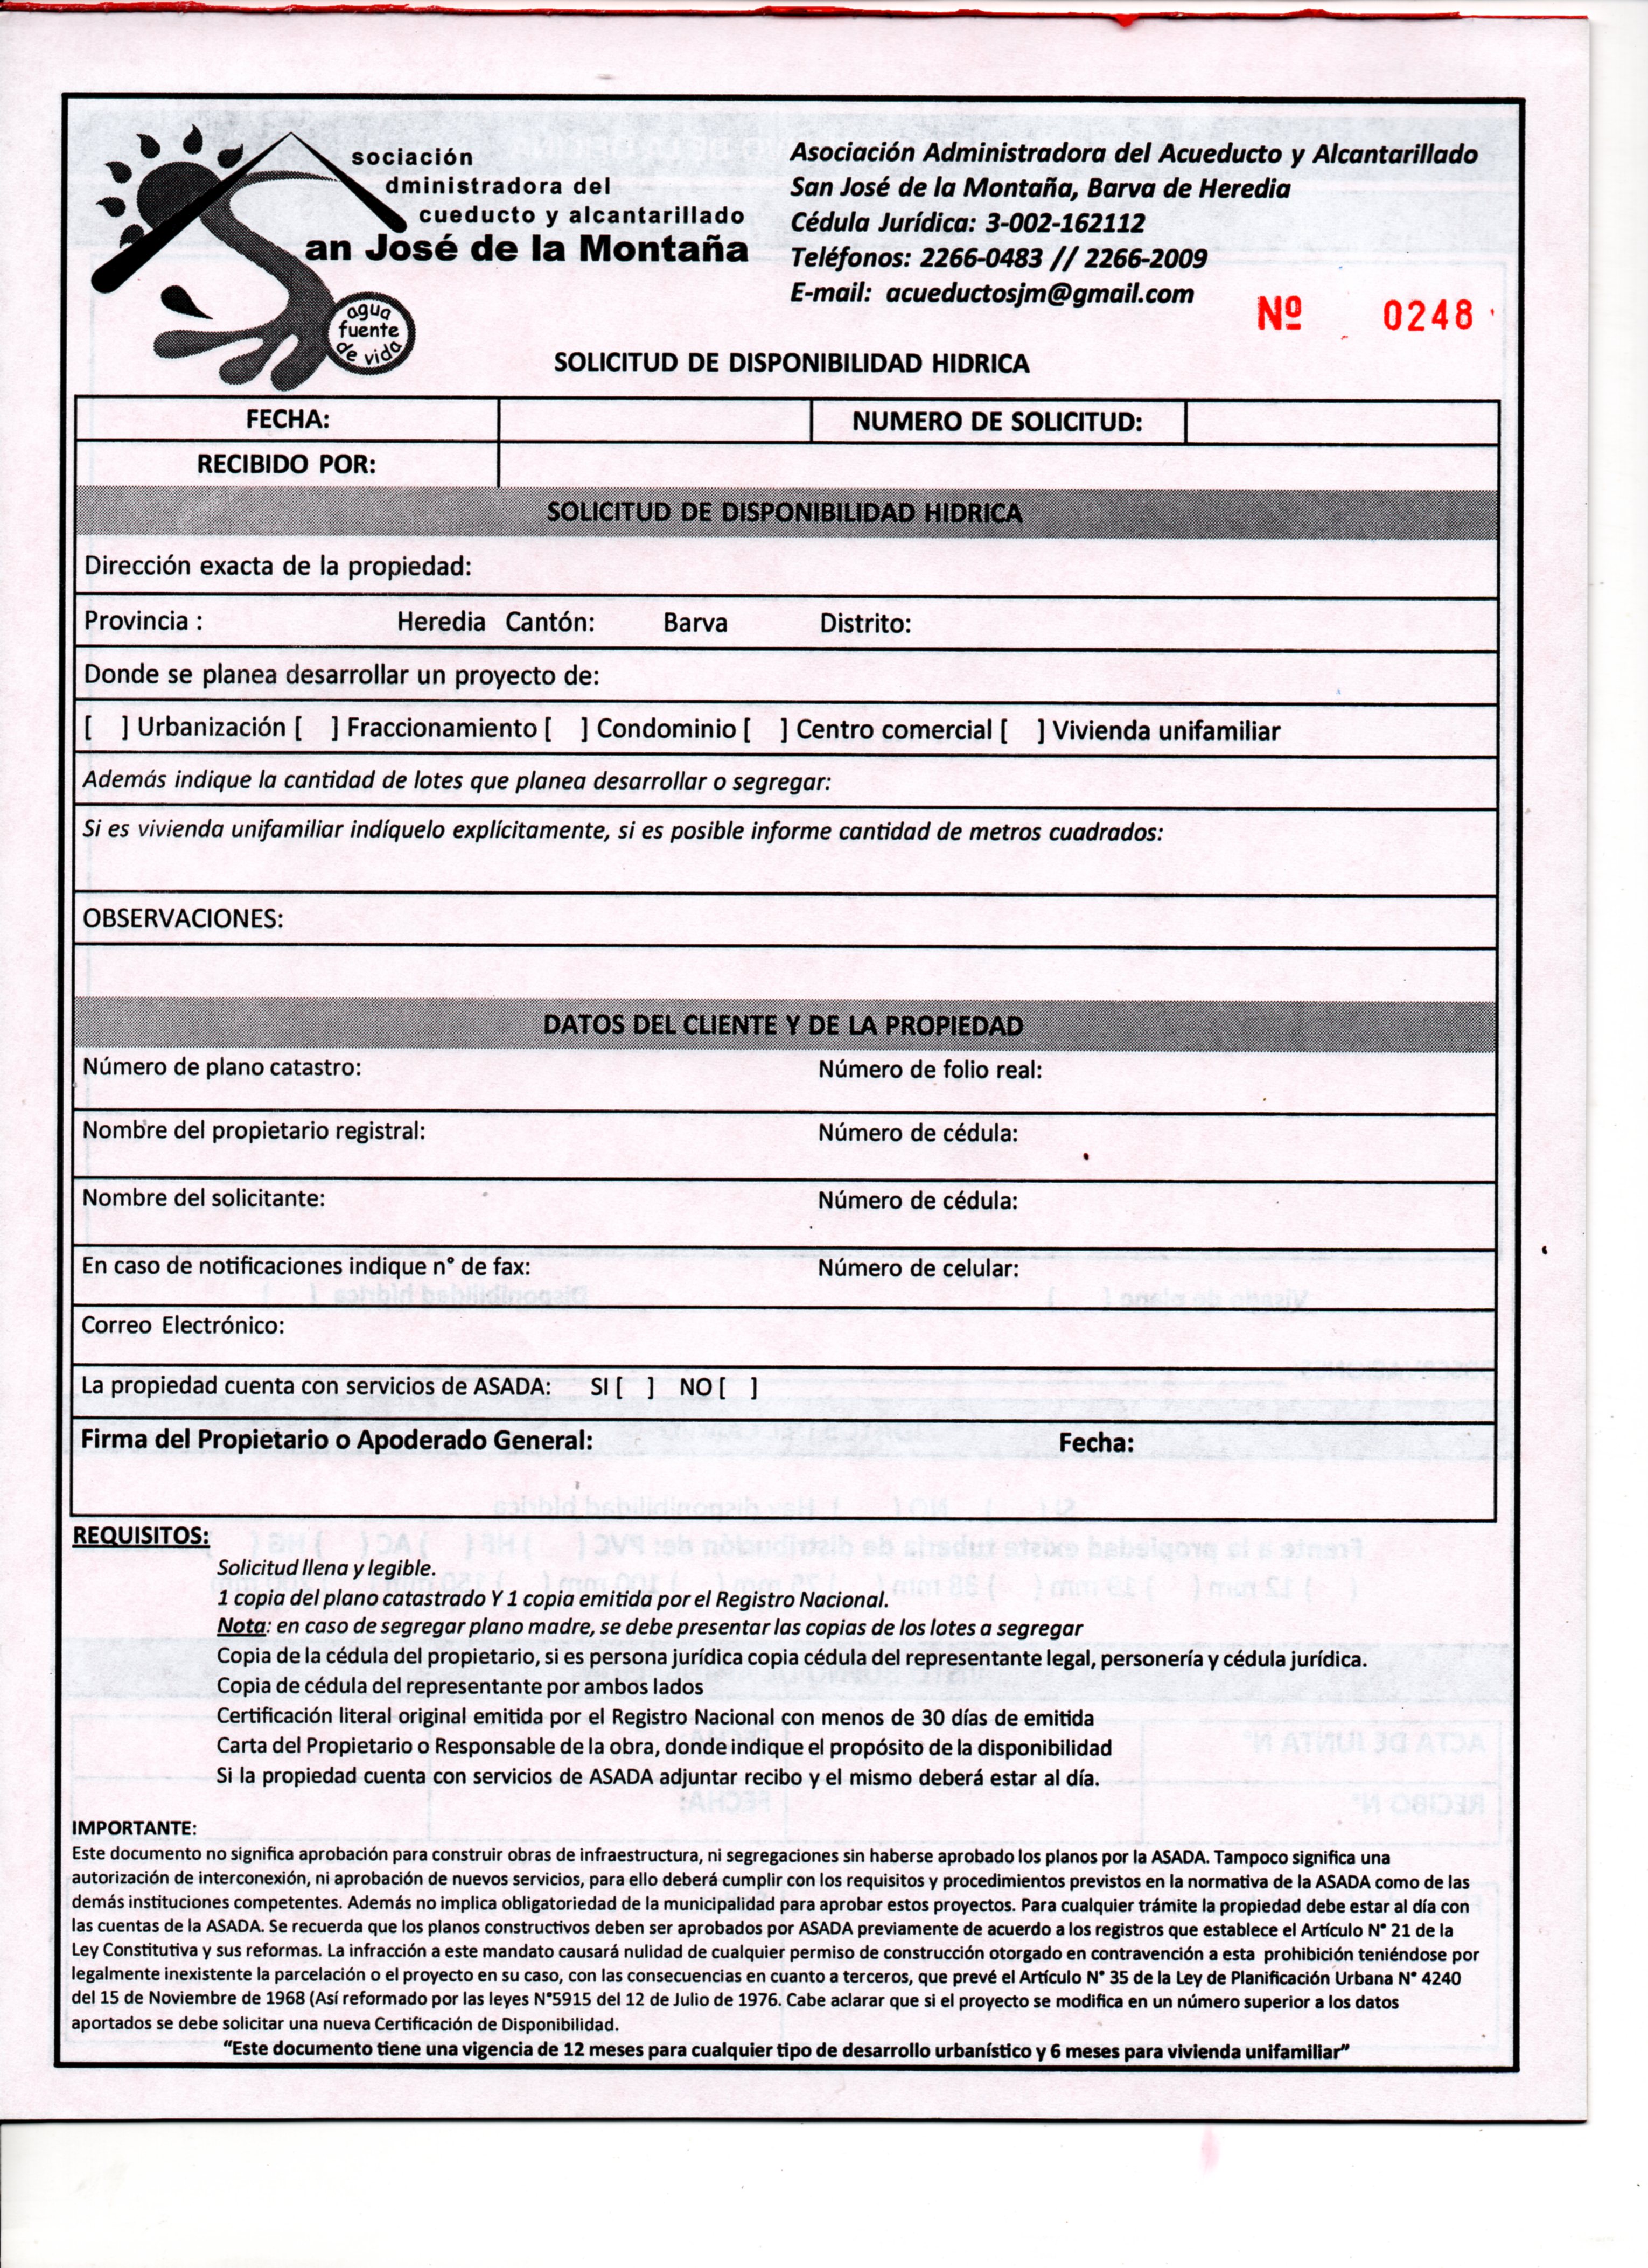 sociación
dministradora del
cueducto y alcantarillado
an José de la Montaña
agua
fuente
de vida
Asociación Administradora del Acueducto y Alcantarillado
San José de la Montaña, Barva de Heredia
Cédula Jurídica: 3-002-162112
Teléfonos: 2266-0483 // 2266-2009
E-mail: acueductosjm@gmail.com
Nº 0248
SOLICITUD DE DISPONIBILIDAD HIDRICA
FECHA: NUMERO DE SOLICITUD:
RECIBIDO POR:
SOLICITUD DE DISPONIBILIDAD HIDRICA
Dirección exacta de la propiedad:
Provincia : Heredia Cantón: Barva Distrito:
Donde se planea desarrollar un proyecto de:
[ ] Urbanización [ ] Fraccionamiento [ ] Condominio [ ] Centro comercial [ ] Vivienda unifamiliar
Además indique la cantidad de lotes que planea desarrollar o segregar:
Si es vivienda unifamiliar indíquelo explícitamente, si es posible informe cantidad de metros cuadrados:
OBSERVACIONES:
DATOS DEL CLIENTE Y DE LA PROPIEDAD
Número de plano catastro: Número de folio real:
Nombre del propietario registral: Número de cédula:
Nombre del solicitante: Número de cédula:
En caso de notificaciones indique n° de fax: Número de celular:
Correo Electrónico:
La propiedad cuenta con servicios de ASADA: SI [ ] NO [ ]
Firma del Propietario o Apoderado General: Fecha:
REQUISITOS:
Solicitud llena y legible.
1 copia del plano catastrado Y 1 copia emitida por el Registro Nacional.
Nota: en caso de segregar plano madre, se debe presentar las copias de los lotes a segregar
Copia de la cédula del propietario, si es persona jurídica copia cédula del representante legal, personería y cédula jurídica.
Copia de cédula del representante por ambos lados
Certificación literal original emitida por el Registro Nacional con menos de 30 días de emitida
Carta del Propietario o Responsable de la obra, donde indique el propósito de la disponibilidad
Si la propiedad cuenta con servicios de ASADA adjuntar recibo y el mismo deberá estar al día.
IMPORTANTE:
Este documento no significa aprobación para construir obras de infraestructura, ni segregaciones sin haberse aprobado los planos por la ASADA. Tampoco significa una
autorización de interconexión, ni aprobación de nuevos servicios, para ello deberá cumplir con los requisitos y procedimientos previstos en la normativa de la ASADA como de las
demás instituciones competentes. Además no implica obligatoriedad de la municipalidad para aprobar estos proyectos. Para cualquier trámite la propiedad debe estar al día con
las cuentas de la ASADA. Se recuerda que los planos constructivos deben ser aprobados por ASADA previamente de acuerdo a los registros que establece el Artículo N° 21 de la
Ley Constitutiva y sus reformas. La infracción a este mandato causará nulidad de cualquier permiso de construcción otorgado en contravención a esta prohibición teniéndose por
legalmente inexistente la parcelación o el proyecto en su caso, con las consecuencias en cuanto a terceros, que prevé el Artículo N° 35 de la Ley de Planificación Urbana N° 4240
del 15 de Noviembre de 1968 (Así reformado por las leyes N°5915 del 12 de Julio de 1976. Cabe aclarar que si el proyecto se modifica en un número superior a los datos
aportados se debe solicitar una nueva Certificación de Disponibilidad.
“Este documento tiene una vigencia de 12 meses para cualquier tipo de desarrollo urbanístico y 6 meses para vivienda unifamiliar”